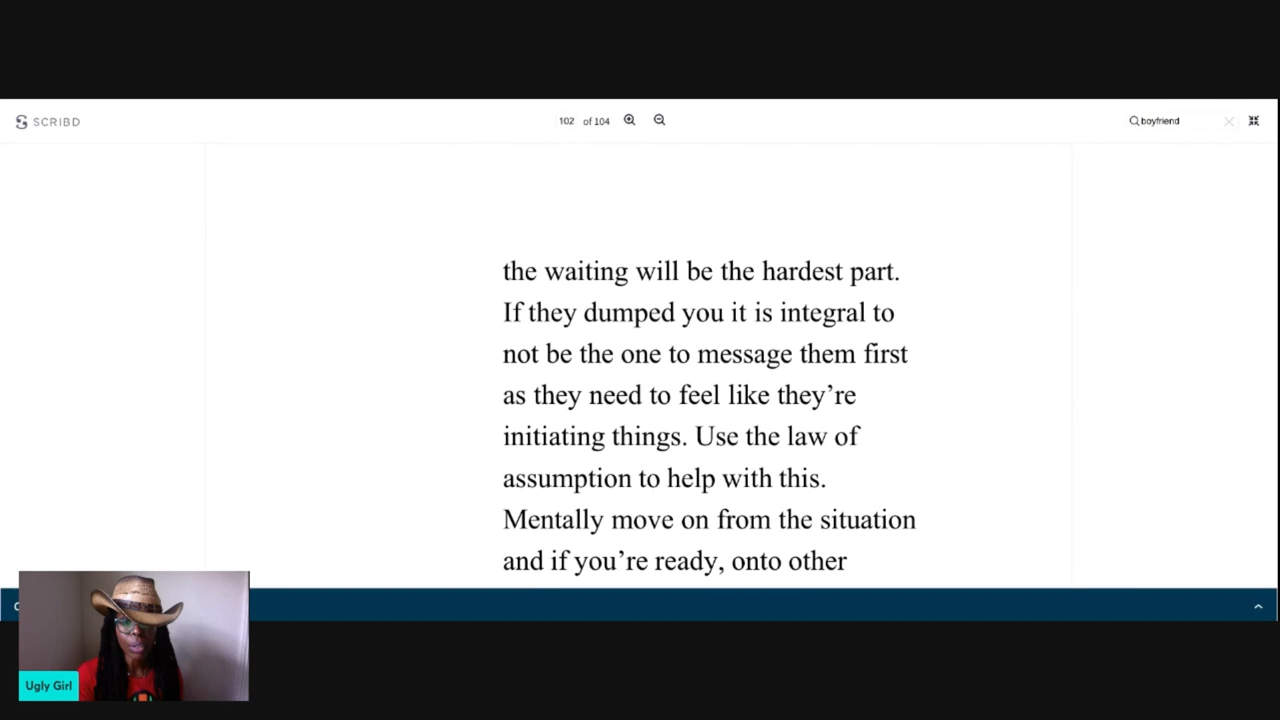 SCRIBD
102 of 104
boyfriend
the waiting will be the hardest part.
If they dumped you it is integral to
not be the one to message them first
as they need to feel like they’re
initiating things. Use the law of
assumption to help with this.
Mentally move on from the situation
and if you’re ready, onto other
Ugly Girl